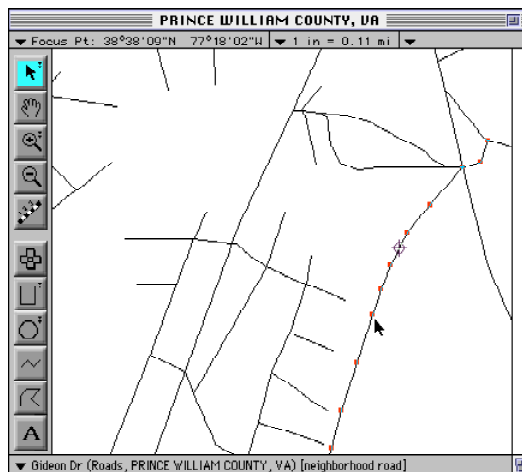 PRINCE WILLIAM COUNTY, VA
Focus Pt: 38°38'09"N 77°18'02"W 1 in = 0.11 mi
A
Gideon Dr (Roads, PRINCE WILLIAM COUNTY, VA) [neighborhood road]